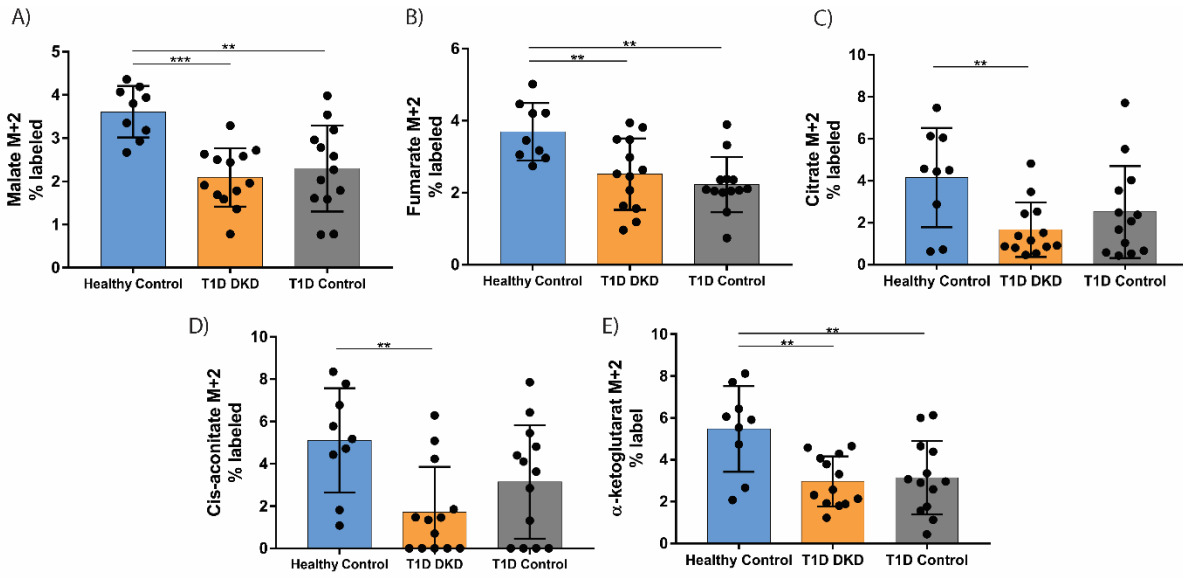 A)
Malate M+2
% labeled
5
4
3
2
1
0
**
***
Healthy Control T1D DKD T1D Control
B)
Fumarate M+2
% labeled
6
4
2
0
**
**
Healthy Control T1D DKD T1D Control
C)
Citrate M+2
% labeled
10
8
6
4
2
0
**
Healthy Control T1D DKD T1D Control
D)
Cis-aconitate M+2
% labeled
10
8
6
4
2
0
**
Healthy Control T1D DKD T1D Control
E)
α-ketoglutarat M+2
% label
10
8
6
4
2
0
**
**
Healthy Control T1D DKD T1D Control